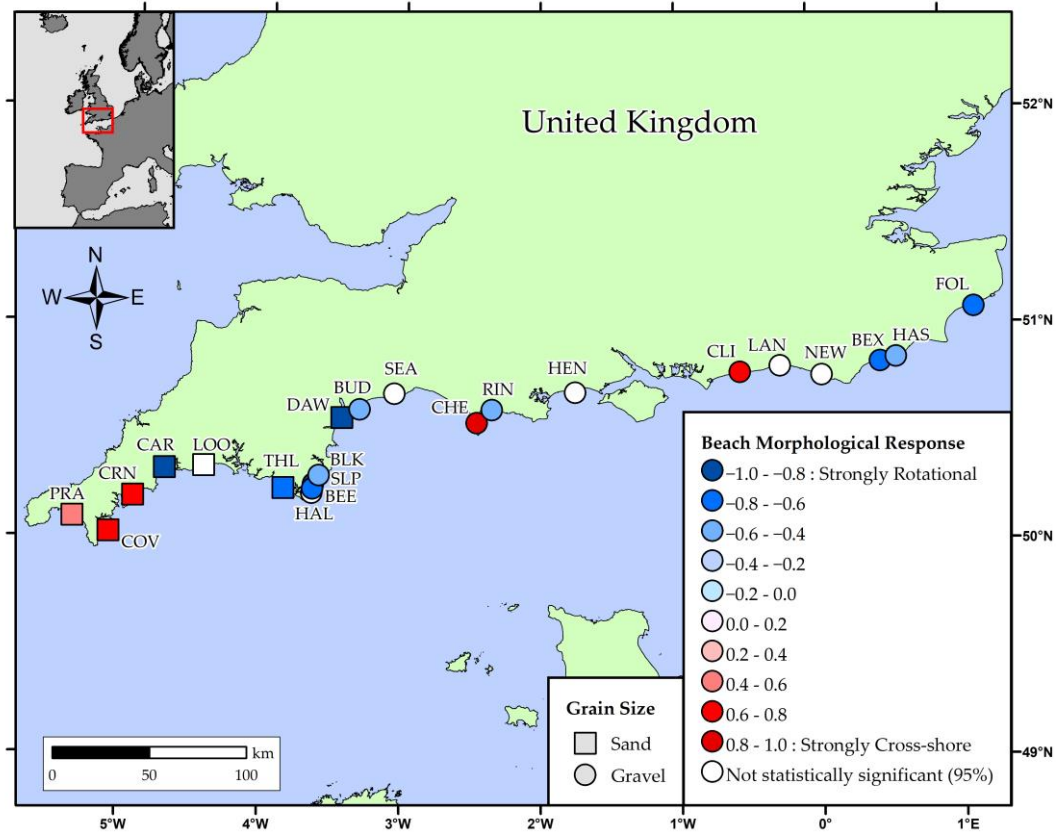 United Kingdom
52°N
N
W
E
S
FOL
51°N
BEX
HAS
CLI
LAN
NEW
SEA
HEN
BUD
RIN
DAW
CHE
CAR
LOO
THL
BLK
SLP
BEE
HAL
CRN
PRA
COV
50°N
Beach Morphological Response
−1.0 - −0.8 : Strongly Rotational
−0.8 - −0.6
−0.6 - −0.4
−0.4 - −0.2
−0.2 - 0.0
0.0 - 0.2
0.2 - 0.4
0.4 - 0.6
0.6 - 0.8
0.8 - 1.0 : Strongly Cross-shore
Not statistically significant (95%)
Grain Size
Sand
Gravel
km
0
50
100
49°N
5°W
4°W
3°W
2°W
1°W
0°
1°E